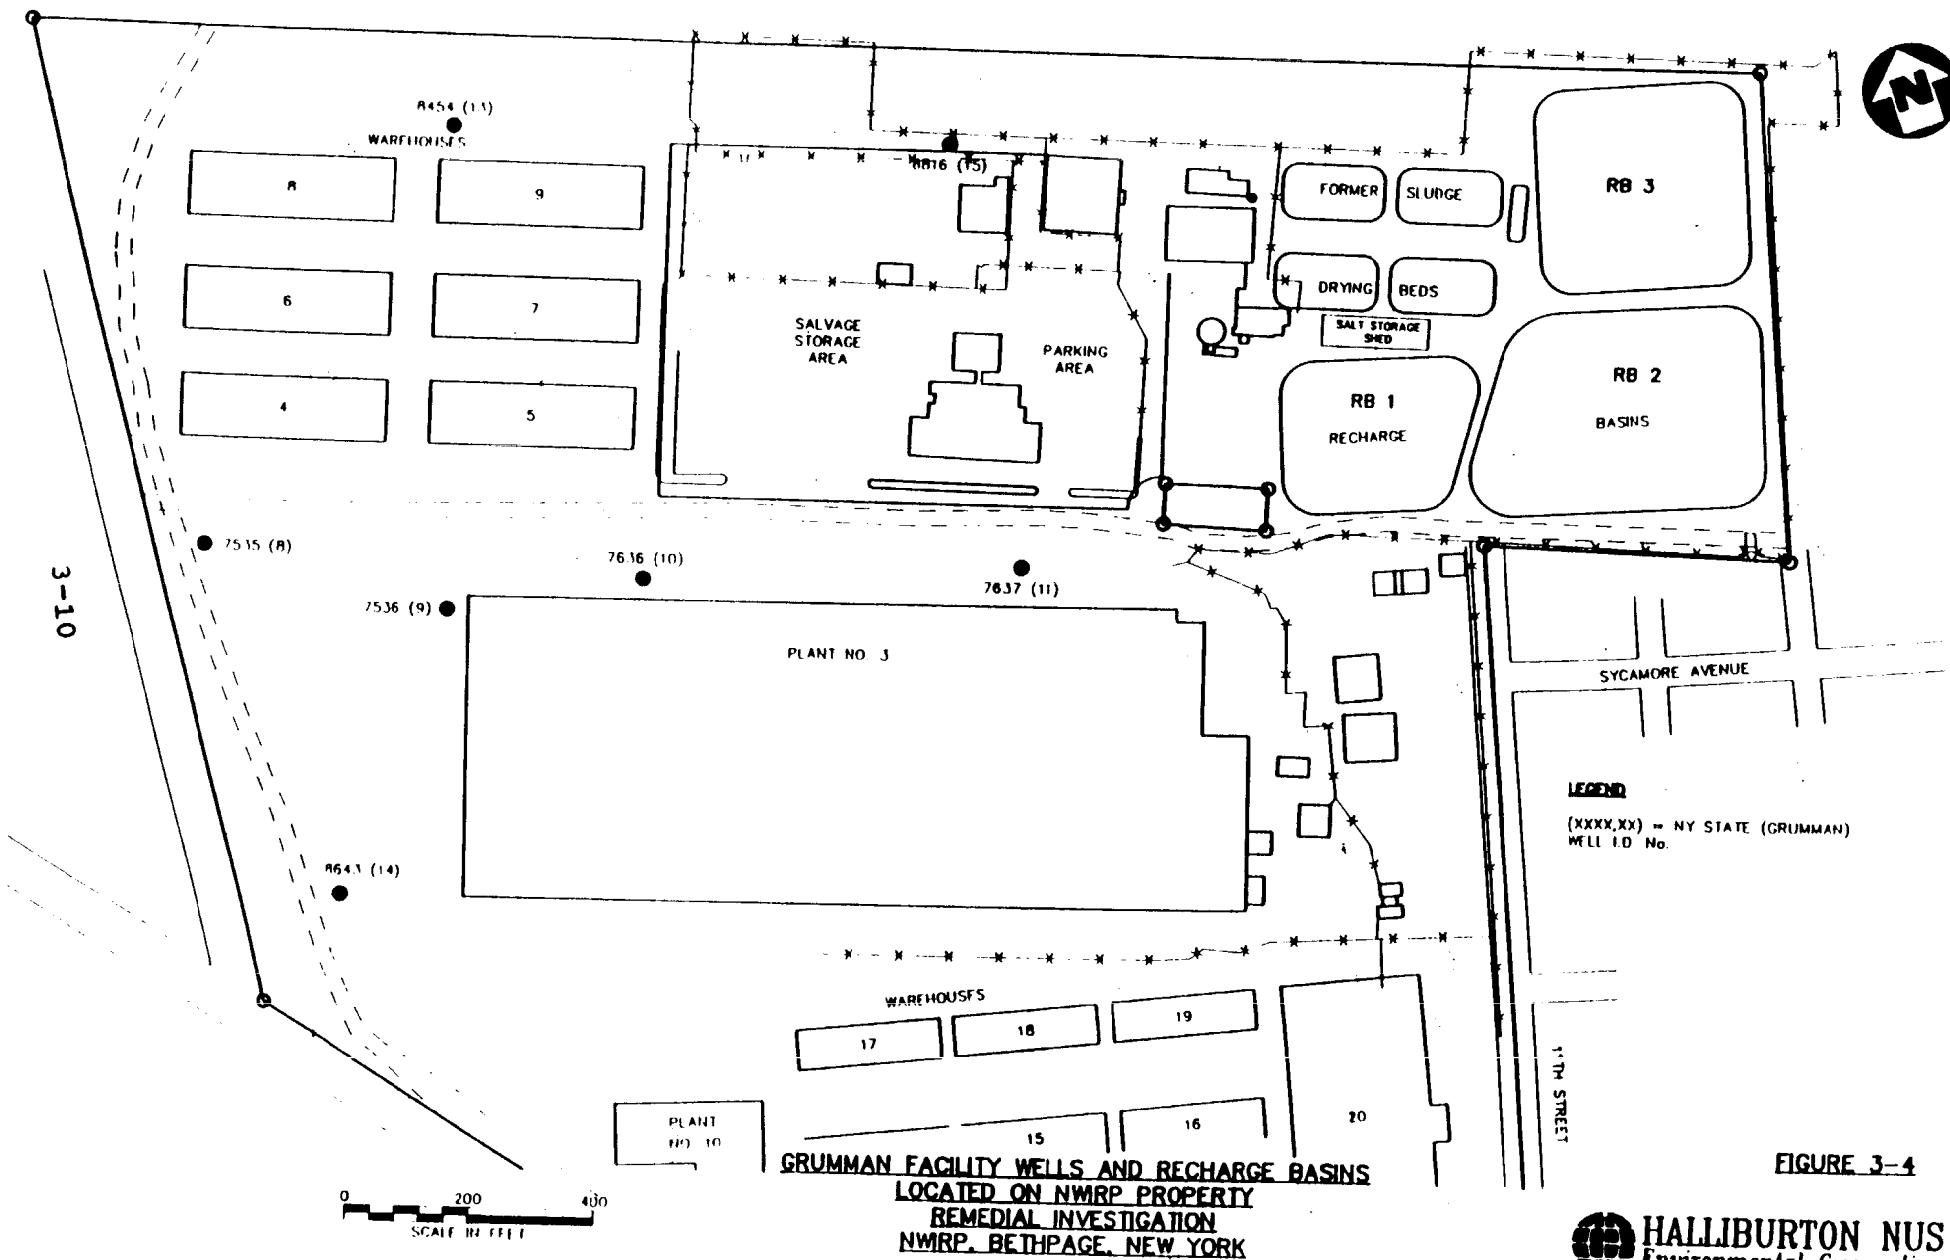 N
8454 (13)
WAREHOUSES
8
9
6
7
4
5
8816 (15)
SALVAGE
STORAGE
AREA
PARKING
AREA
FORMER SLUDGE
DRYING BEDS
SALT STORAGE
SHED
RB 3
RB 2
BASINS
RB 1
RECHARGE
7535 (8)
7636 (10)
7637 (11)
7536 (9)
3-10
PLANT NO. 3
SYCAMORE AVENUE
LEGEND
(XXXX,XX) = NY STATE (GRUMMAN)
WELL I.D No.
8643 (14)
WAREHOUSES
17
18
19
15
16
20
11TH STREET
PLANT
NO. 10
0 200 400
SCALE IN FEET
GRUMMAN FACILITY WELLS AND RECHARGE BASINS
LOCATED ON NWIRP PROPERTY
REMEDIAL INVESTIGATION
NWIRP, BETHPAGE, NEW YORK
FIGURE 3-4
HALLIBURTON NUS